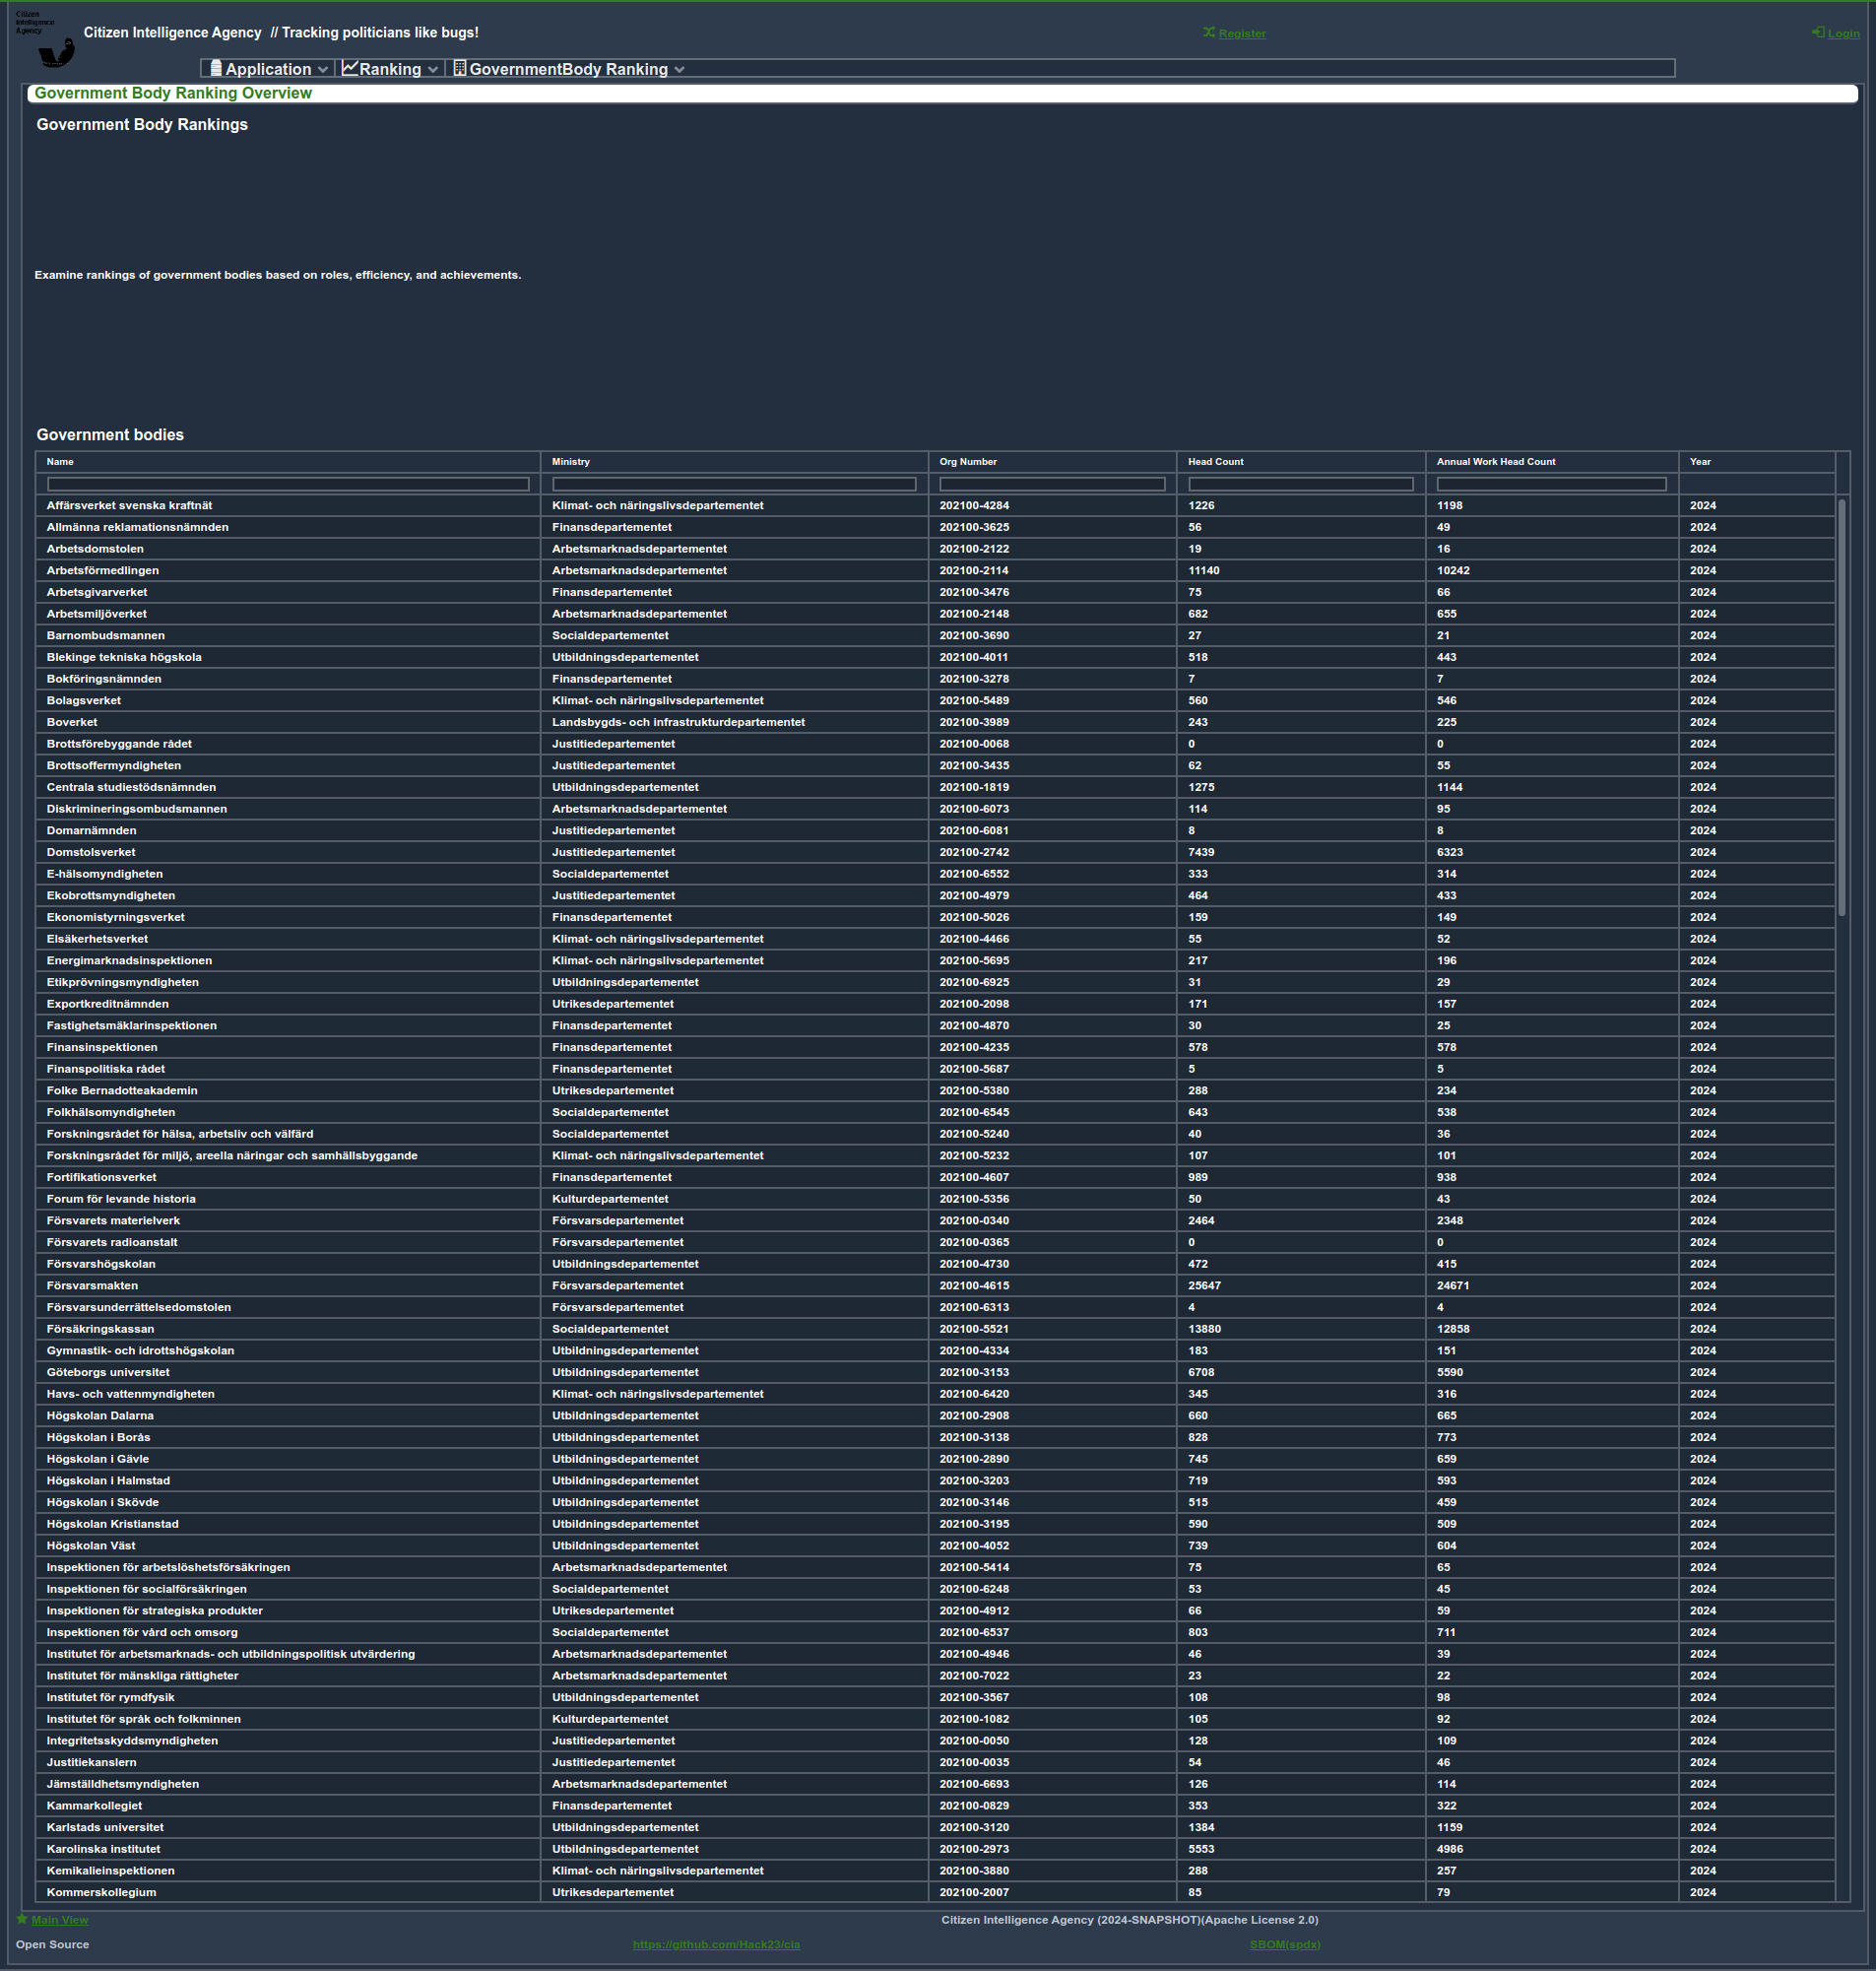 Citizen
Intelligence
Agency
Citizen Intelligence Agency // Tracking politicians like bugs!
Register
Login
Application Ranking GovernmentBody Ranking
Government Body Ranking Overview
Government Body Rankings
Examine rankings of government bodies based on roles, efficiency, and achievements.
Government bodies
Name Ministry Org Number Head Count Annual Work Head Count Year
Affärsverket svenska kraftnät Klimat- och näringslivsdepartementet 202100-4284 1226 1198 2024
Allmänna reklamationsnämnden Finansdepartementet 202100-3625 56 49 2024
Arbetsdomstolen Arbetsmarknadsdepartementet 202100-2122 19 16 2024
Arbetsförmedlingen Arbetsmarknadsdepartementet 202100-2114 11140 10242 2024
Arbetsgivarverket Finansdepartementet 202100-3476 75 66 2024
Arbetsmiljöverket Arbetsmarknadsdepartementet 202100-2148 682 655 2024
Barnombudsmannen Socialdepartementet 202100-3690 27 21 2024
Blekinge tekniska högskola Utbildningsdepartementet 202100-4011 518 443 2024
Bokföringsnämnden Finansdepartementet 202100-3278 7 7 2024
Bolagsverket Klimat- och näringslivsdepartementet 202100-5489 560 546 2024
Boverket Landsbygds- och infrastrukturdepartementet 202100-3989 243 225 2024
Brottsförebyggande rådet Justitiedepartementet 202100-0068 0 0 2024
Brottsoffermyndigheten Justitiedepartementet 202100-3435 62 55 2024
Centrala studiestödsnämnden Utbildningsdepartementet 202100-1819 1275 1144 2024
Diskrimineringsombudsmannen Arbetsmarknadsdepartementet 202100-6073 114 95 2024
Domarnämnden Justitiedepartementet 202100-6081 8 8 2024
Domstolsverket Justitiedepartementet 202100-2742 7439 6323 2024
E-hälsomyndigheten Socialdepartementet 202100-6552 333 314 2024
Ekobrottsmyndigheten Justitiedepartementet 202100-4979 464 433 2024
Ekonomistyrningsverket Finansdepartementet 202100-5026 159 149 2024
Elsäkerhetsverket Klimat- och näringslivsdepartementet 202100-4466 55 52 2024
Energimarknadsinspektionen Klimat- och näringslivsdepartementet 202100-5695 217 196 2024
Etikprövningsmyndigheten Utbildningsdepartementet 202100-6925 31 29 2024
Exportkreditnämnden Utrikesdepartementet 202100-2098 171 157 2024
Fastighetsmäklarinspektionen Finansdepartementet 202100-4870 30 25 2024
Finansinspektionen Finansdepartementet 202100-4235 578 578 2024
Finanspolitiska rådet Finansdepartementet 202100-5687 5 5 2024
Folke Bernadotteakademin Utrikesdepartementet 202100-5380 288 234 2024
Folkhälsomyndigheten Socialdepartementet 202100-6545 643 538 2024
Forskningsrådet för hälsa, arbetsliv och välfärd Socialdepartementet 202100-5240 40 36 2024
Forskningsrådet för miljö, areella näringar och samhällsbyggande Klimat- och näringslivsdepartementet 202100-5232 107 101 2024
Fortifikationsverket Finansdepartementet 202100-4607 989 938 2024
Forum för levande historia Kulturdepartementet 202100-5356 50 43 2024
Försvarets materielverk Försvarsdepartementet 202100-0340 2464 2348 2024
Försvarets radioanstalt Försvarsdepartementet 202100-0365 0 0 2024
Försvarshögskolan Utbildningsdepartementet 202100-4730 472 415 2024
Försvarsmakten Försvarsdepartementet 202100-4615 25647 24671 2024
Försvarsunderrättelsedomstolen Försvarsdepartementet 202100-6313 4 4 2024
Försäkringskassan Socialdepartementet 202100-5521 13880 12858 2024
Gymnastik- och idrottshögskolan Utbildningsdepartementet 202100-4334 183 151 2024
Göteborgs universitet Utbildningsdepartementet 202100-3153 6708 5590 2024
Havs- och vattenmyndigheten Klimat- och näringslivsdepartementet 202100-6420 345 316 2024
Högskolan Dalarna Utbildningsdepartementet 202100-2908 660 665 2024
Högskolan i Borås Utbildningsdepartementet 202100-3138 828 773 2024
Högskolan i Gävle Utbildningsdepartementet 202100-2890 745 659 2024
Högskolan i Halmstad Utbildningsdepartementet 202100-3203 719 593 2024
Högskolan i Skövde Utbildningsdepartementet 202100-3146 515 459 2024
Högskolan Kristianstad Utbildningsdepartementet 202100-3195 590 509 2024
Högskolan Väst Utbildningsdepartementet 202100-4052 739 604 2024
Inspektionen för arbetslöshetsförsäkringen Arbetsmarknadsdepartementet 202100-5414 75 65 2024
Inspektionen för socialförsäkringen Socialdepartementet 202100-6248 53 45 2024
Inspektionen för strategiska produkter Utrikesdepartementet 202100-4912 66 59 2024
Inspektionen för vård och omsorg Socialdepartementet 202100-6537 803 711 2024
Institutet för arbetsmarknads- och utbildningspolitisk utvärdering Arbetsmarknadsdepartementet 202100-4946 46 39 2024
Institutet för mänskliga rättigheter Arbetsmarknadsdepartementet 202100-7022 23 22 2024
Institutet för rymdfysik Utbildningsdepartementet 202100-3567 108 98 2024
Institutet för språk och folkminnen Kulturdepartementet 202100-1082 105 92 2024
Integritetsskyddsmyndigheten Justitiedepartementet 202100-0050 128 109 2024
Justitiekanslern Justitiedepartementet 202100-0035 54 46 2024
Jämställdhetsmyndigheten Arbetsmarknadsdepartementet 202100-6693 126 114 2024
Kammarkollegiet Finansdepartementet 202100-0829 353 322 2024
Karlstads universitet Utbildningsdepartementet 202100-3120 1384 1159 2024
Karolinska institutet Utbildningsdepartementet 202100-2973 5553 4986 2024
Kemikalieinspektionen Klimat- och näringslivsdepartementet 202100-3880 288 257 2024
Kommerskollegium Utrikesdepartementet 202100-2007 85 79 2024
Main View Citizen Intelligence Agency (2024-SNAPSHOT)(Apache License 2.0)
Open Source https://github.com/Hack23/cia SBOM(spdx)